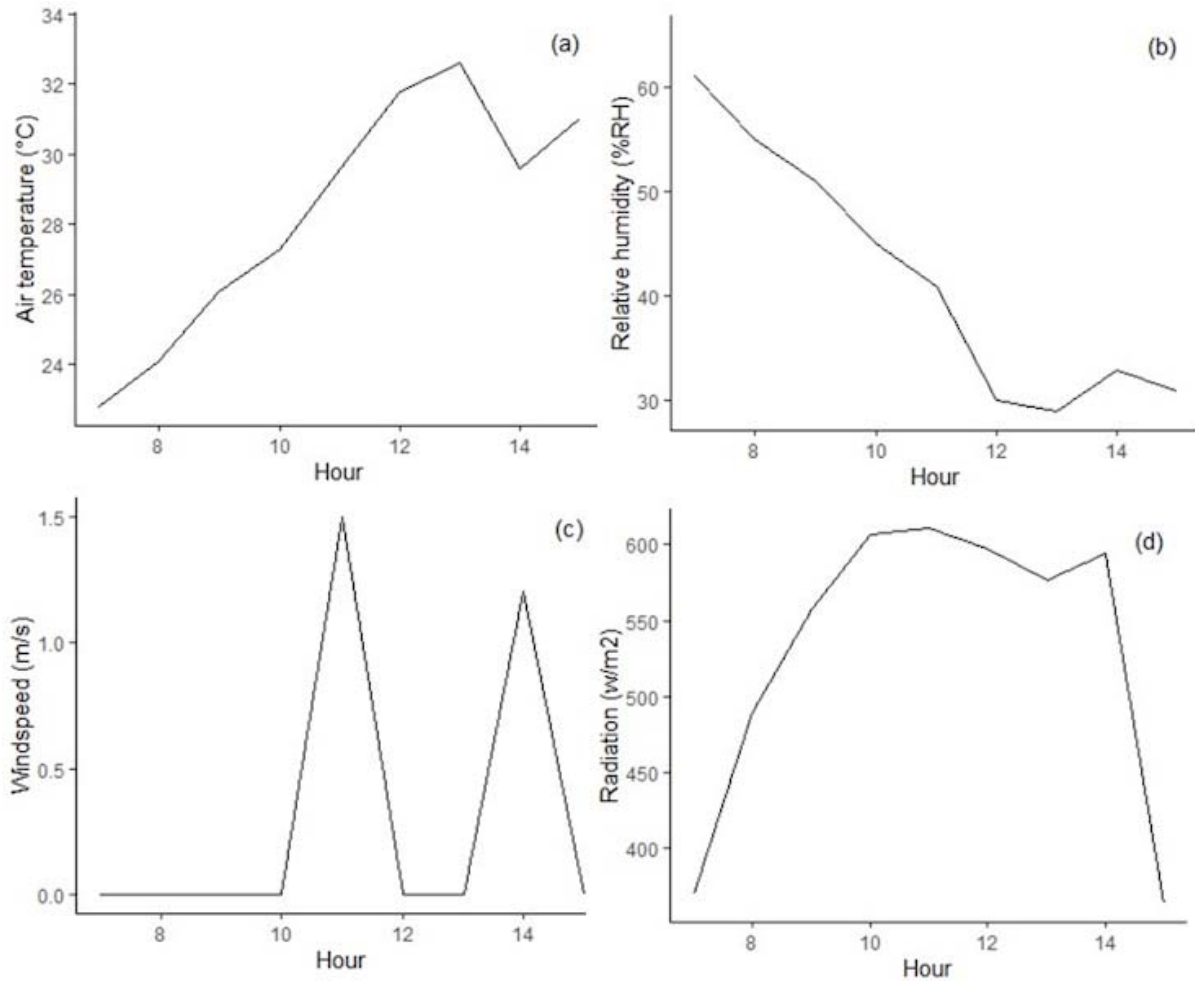 (a)
Air temperature (°C)
34
32
30
28
26
24
8 10 12 14
Hour
(b)
Relative humidity (%RH)
60
50
40
30
8 10 12 14
Hour
(c)
Windspeed (m/s)
1.5
1.0
0.5
0.0
8 10 12 14
Hour
(d)
Radiation (w/m2)
600
550
500
450
400
8 10 12 14
Hour